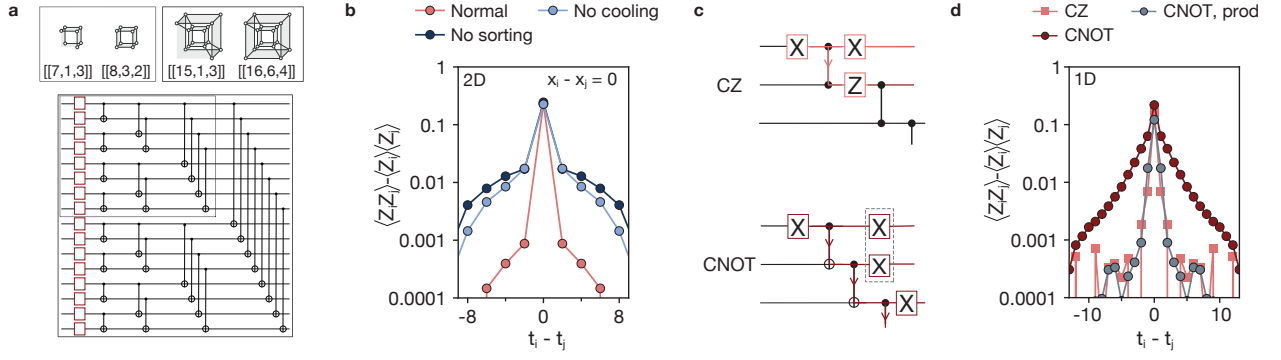 a
[[7,1,3]] [[8,3,2]] [[15,1,3]] [[16,6,4]]
b
Normal
No cooling
No sorting
2D
xᵢ - xⱼ = 0
⟨ZᵢZⱼ⟩-⟨Zᵢ⟩⟨Zⱼ⟩
1
0.1
0.01
0.001
0.0001
-8 0 8
tᵢ - tⱼ
c
X X
CZ Z
X X
CNOT X
X
d
CZ
CNOT, prod
CNOT
1D
⟨ZᵢZⱼ⟩-⟨Zᵢ⟩⟨Zⱼ⟩
1
0.1
0.01
0.001
0.0001
-10 0 10
tᵢ - tⱼ